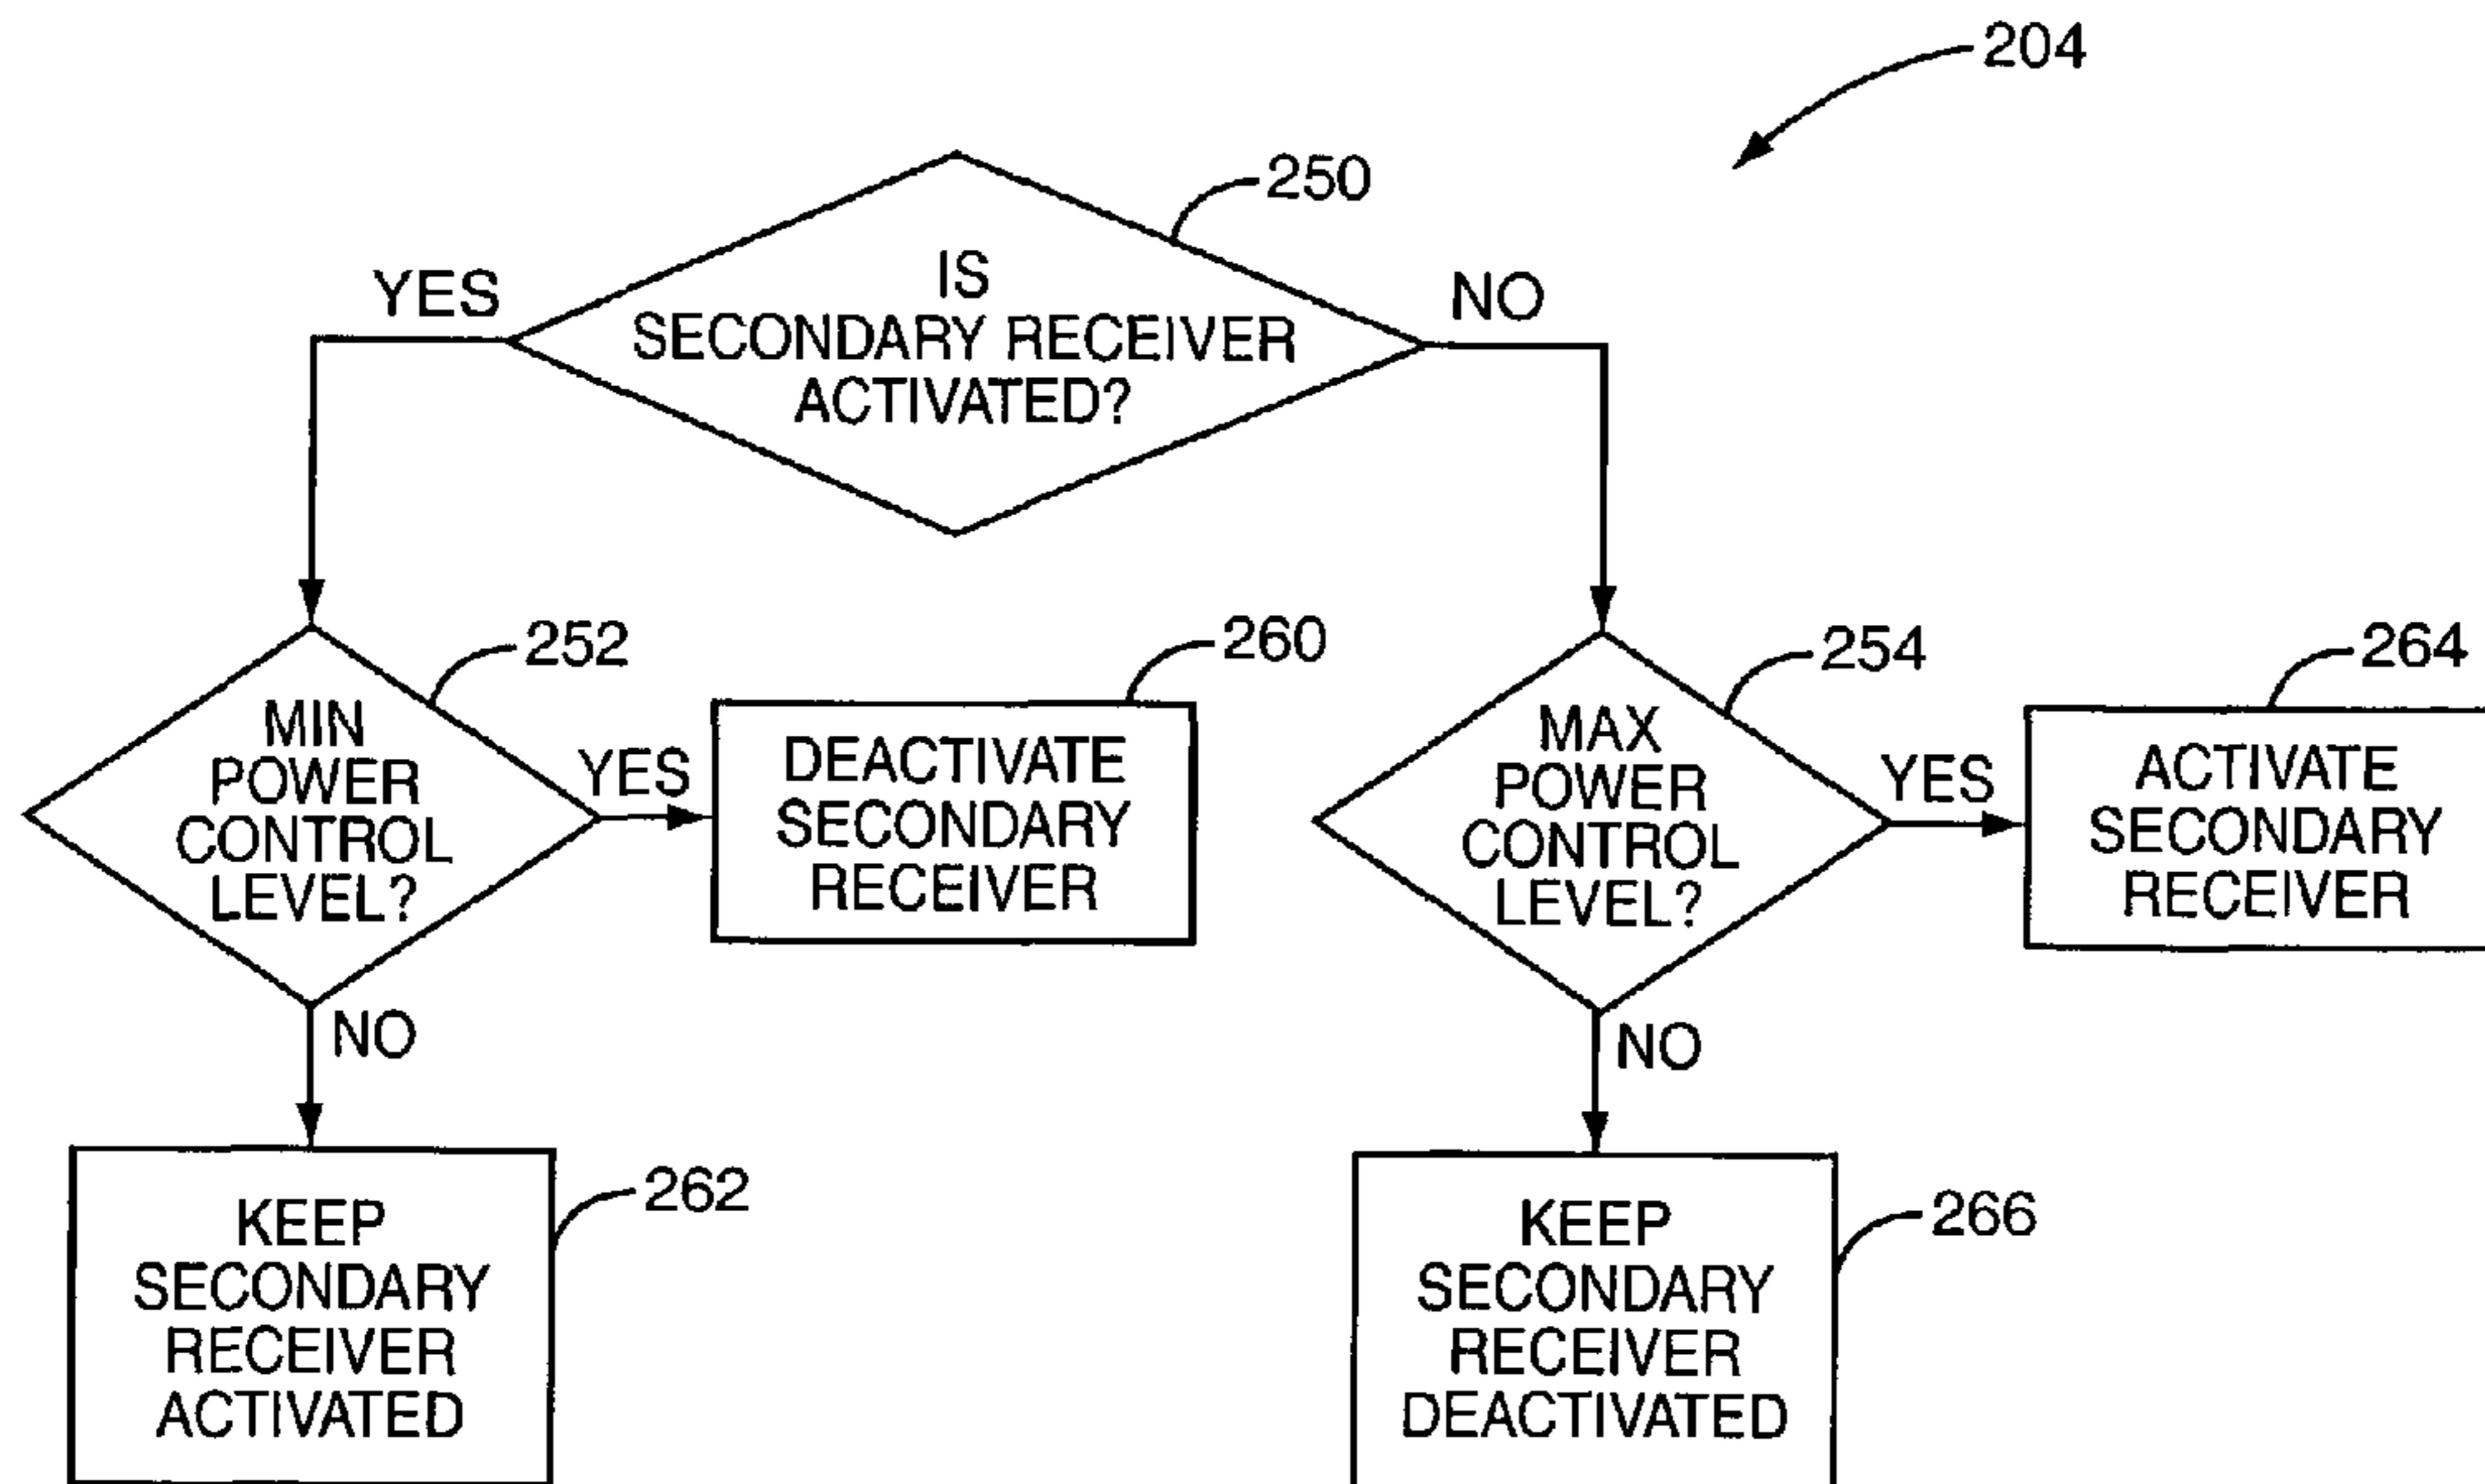 204
250
IS
SECONDARY RECEIVER
ACTIVATED?
YES
NO
252
MIN
POWER
CONTROL
LEVEL?
YES
NO
260
DEACTIVATE
SECONDARY
RECEIVER
262
KEEP
SECONDARY
RECEIVER
ACTIVATED
254
MAX
POWER
CONTROL
LEVEL?
YES
NO
264
ACTIVATE
SECONDARY
RECEIVER
266
KEEP
SECONDARY
RECEIVER
DEACTIVATED